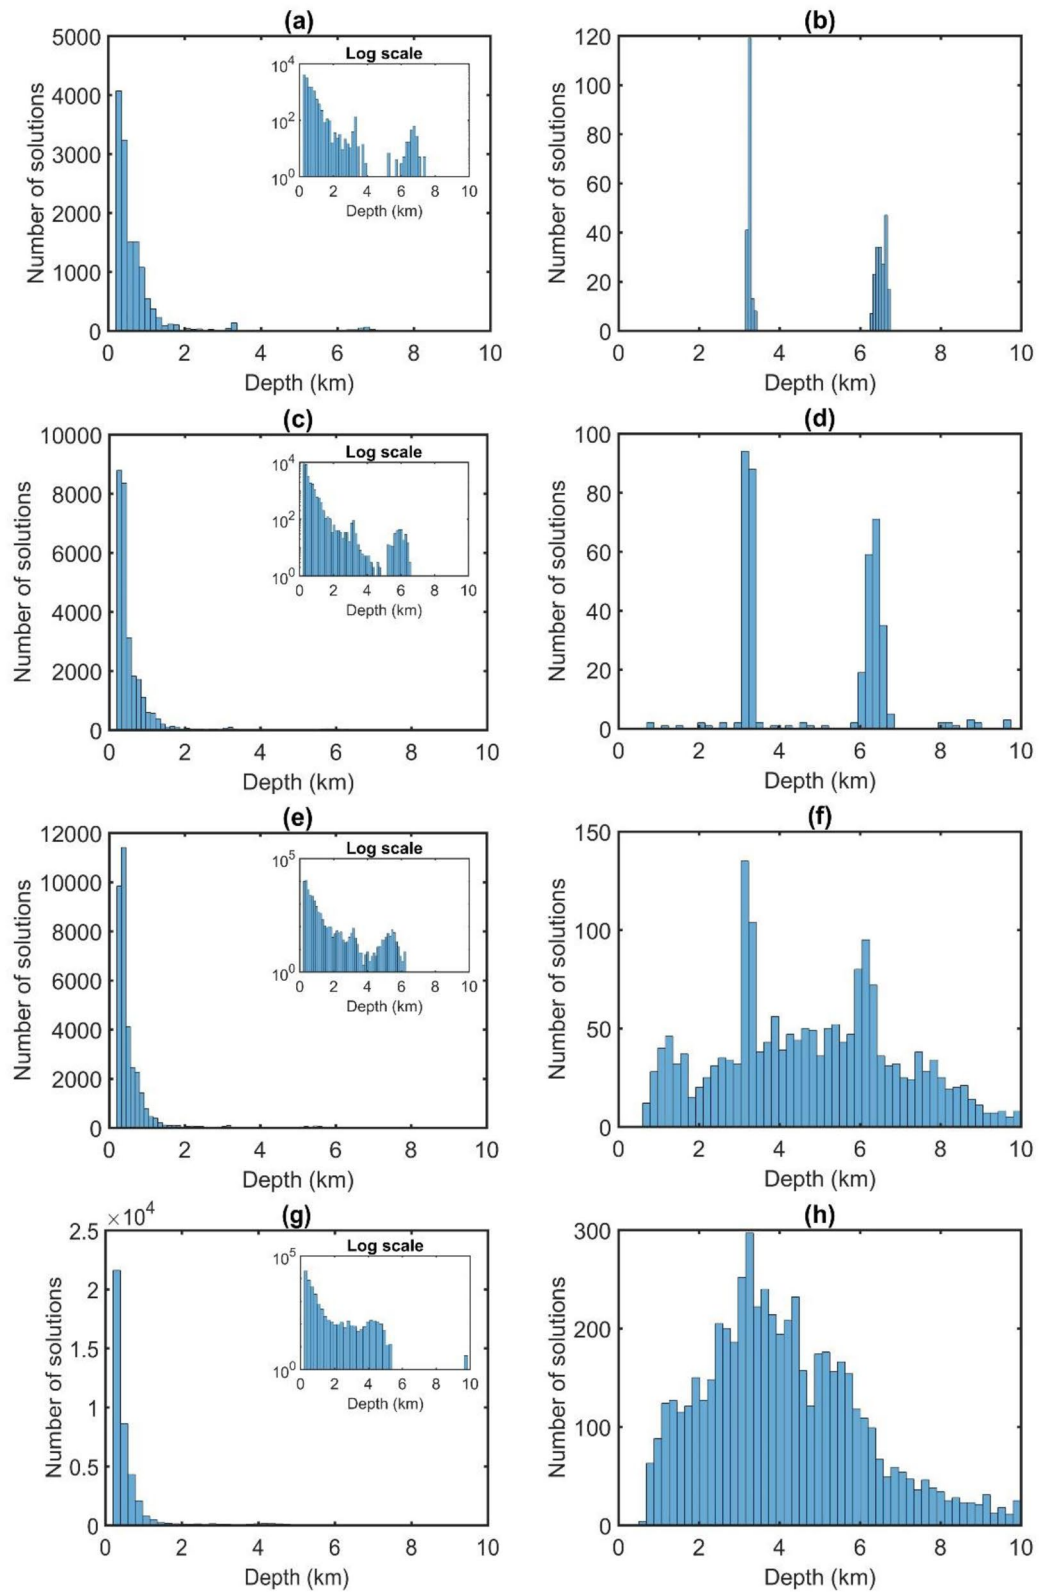 (a)
5000
4000
3000
2000
1000
0
Number of solutions
0 2 4 6 8 10
Depth (km)
Log scale
10^4
10^2
10^0
0 2 4 6 8 10
Depth (km)
(b)
120
100
80
60
40
20
0
Number of solutions
0 2 4 6 8 10
Depth (km)
(c)
10000
8000
6000
4000
2000
0
Number of solutions
0 2 4 6 8 10
Depth (km)
Log scale
10^4
10^2
10^0
0 2 4 6 8 10
Depth (km)
(d)
100
80
60
40
20
0
Number of solutions
0 2 4 6 8 10
Depth (km)
(e)
12000
10000
8000
6000
4000
2000
0
Number of solutions
0 2 4 6 8 10
Depth (km)
Log scale
10^5
10^0
0 2 4 6 8 10
Depth (km)
(f)
150
100
50
0
Number of solutions
0 2 4 6 8 10
Depth (km)
(g)
×10^4
2.5
2
1.5
1
0.5
0
Number of solutions
0 2 4 6 8 10
Depth (km)
Log scale
10^5
10^0
0 2 4 6 8 10
Depth (km)
(h)
300
200
100
0
Number of solutions
0 2 4 6 8 10
Depth (km)